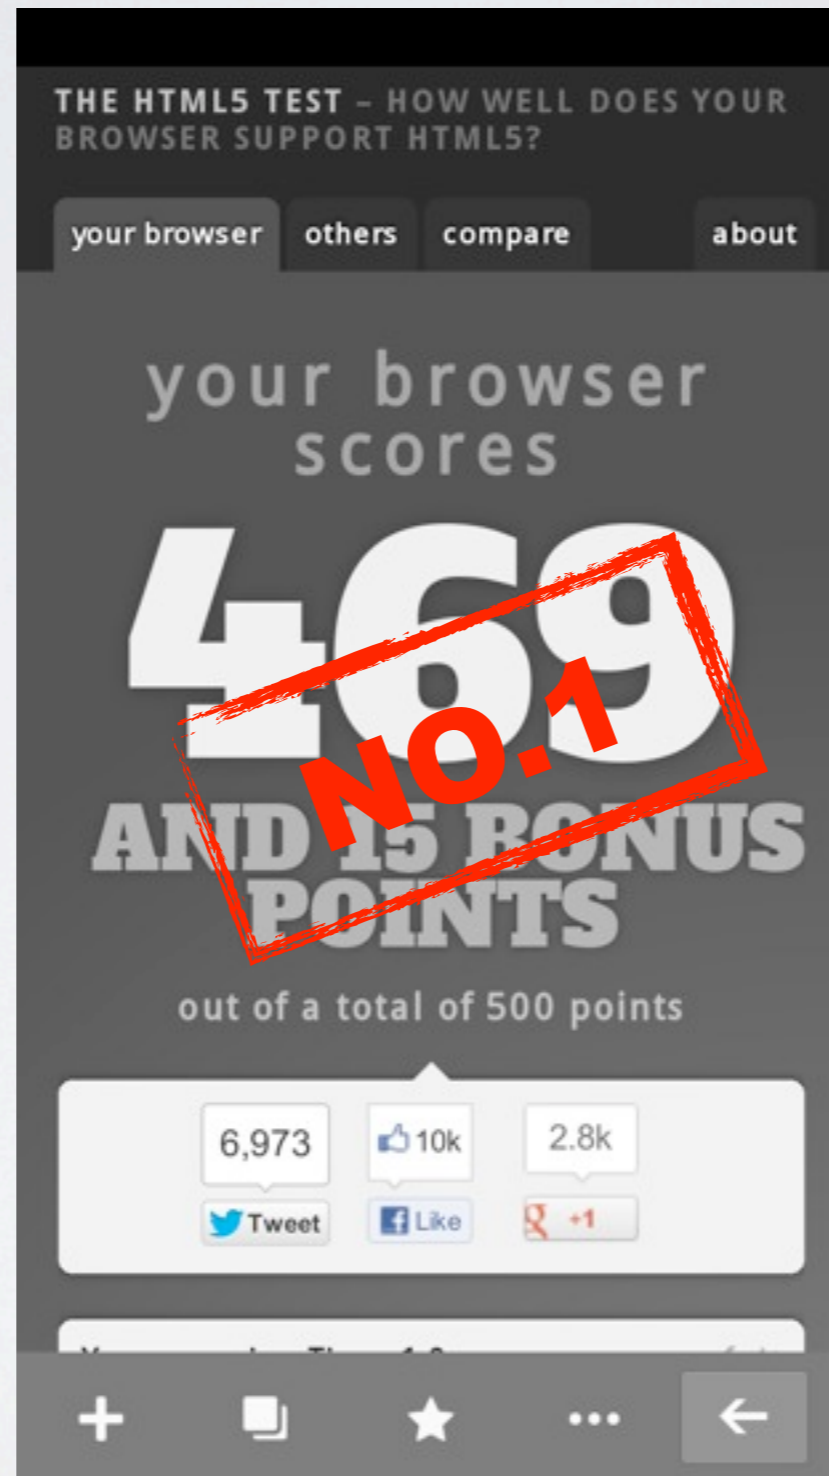 THE HTML5 TEST – HOW WELL DOES YOUR
BROWSER SUPPORT HTML5?
your browser others compare about
your browser
scores
469
NO.1
AND 15 BONUS
POINTS
out of a total of 500 points
6,973 10k 2.8k
Tweet Like +1